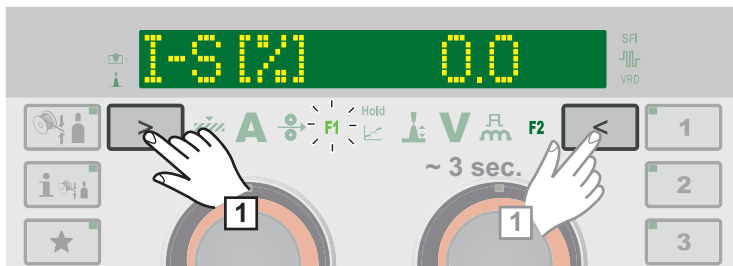 I-S [%] 0.0
SFI
VRD
> A F1 Hold V F2 < 1
~ 3 sec.
i 1 1 2
3